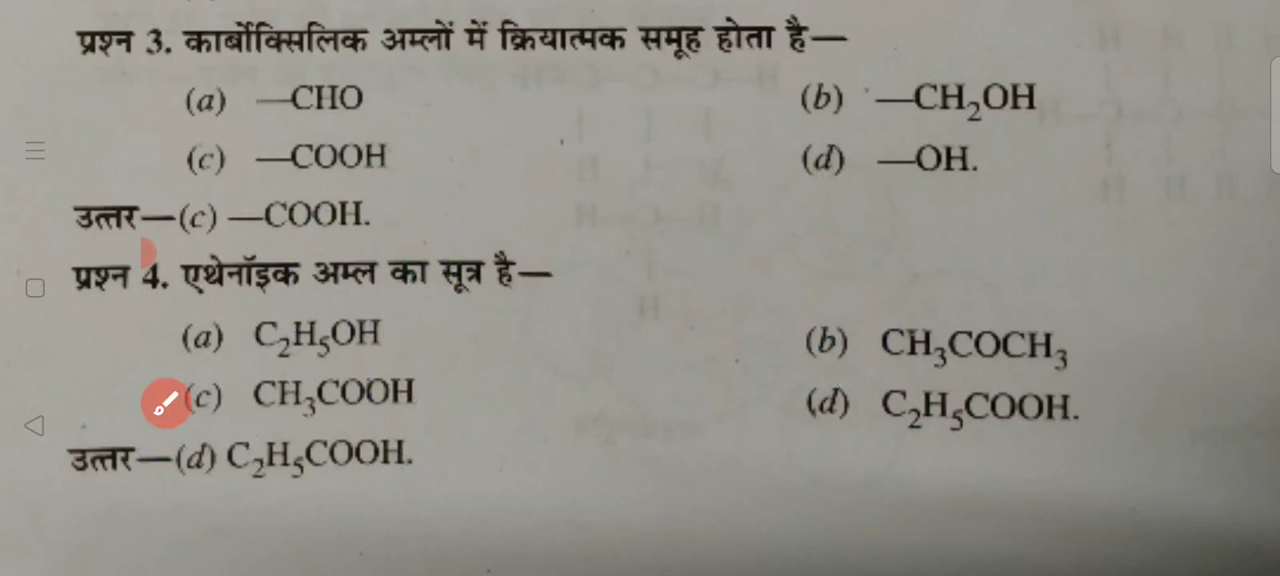 प्रश्न 3. कार्बोक्सिलिक अम्लों में क्रियात्मक समूह होता है—
(a) —CHO (b) —CH₂OH
(c) —COOH (d) —OH.
उत्तर—(c) —COOH.
प्रश्न 4. एथेनॉइक अम्ल का सूत्र है—
(a) C₂H₅OH (b) CH₃COCH₃
(c) CH₃COOH (d) C₂H₅COOH.
उत्तर—(d) C₂H₅COOH.